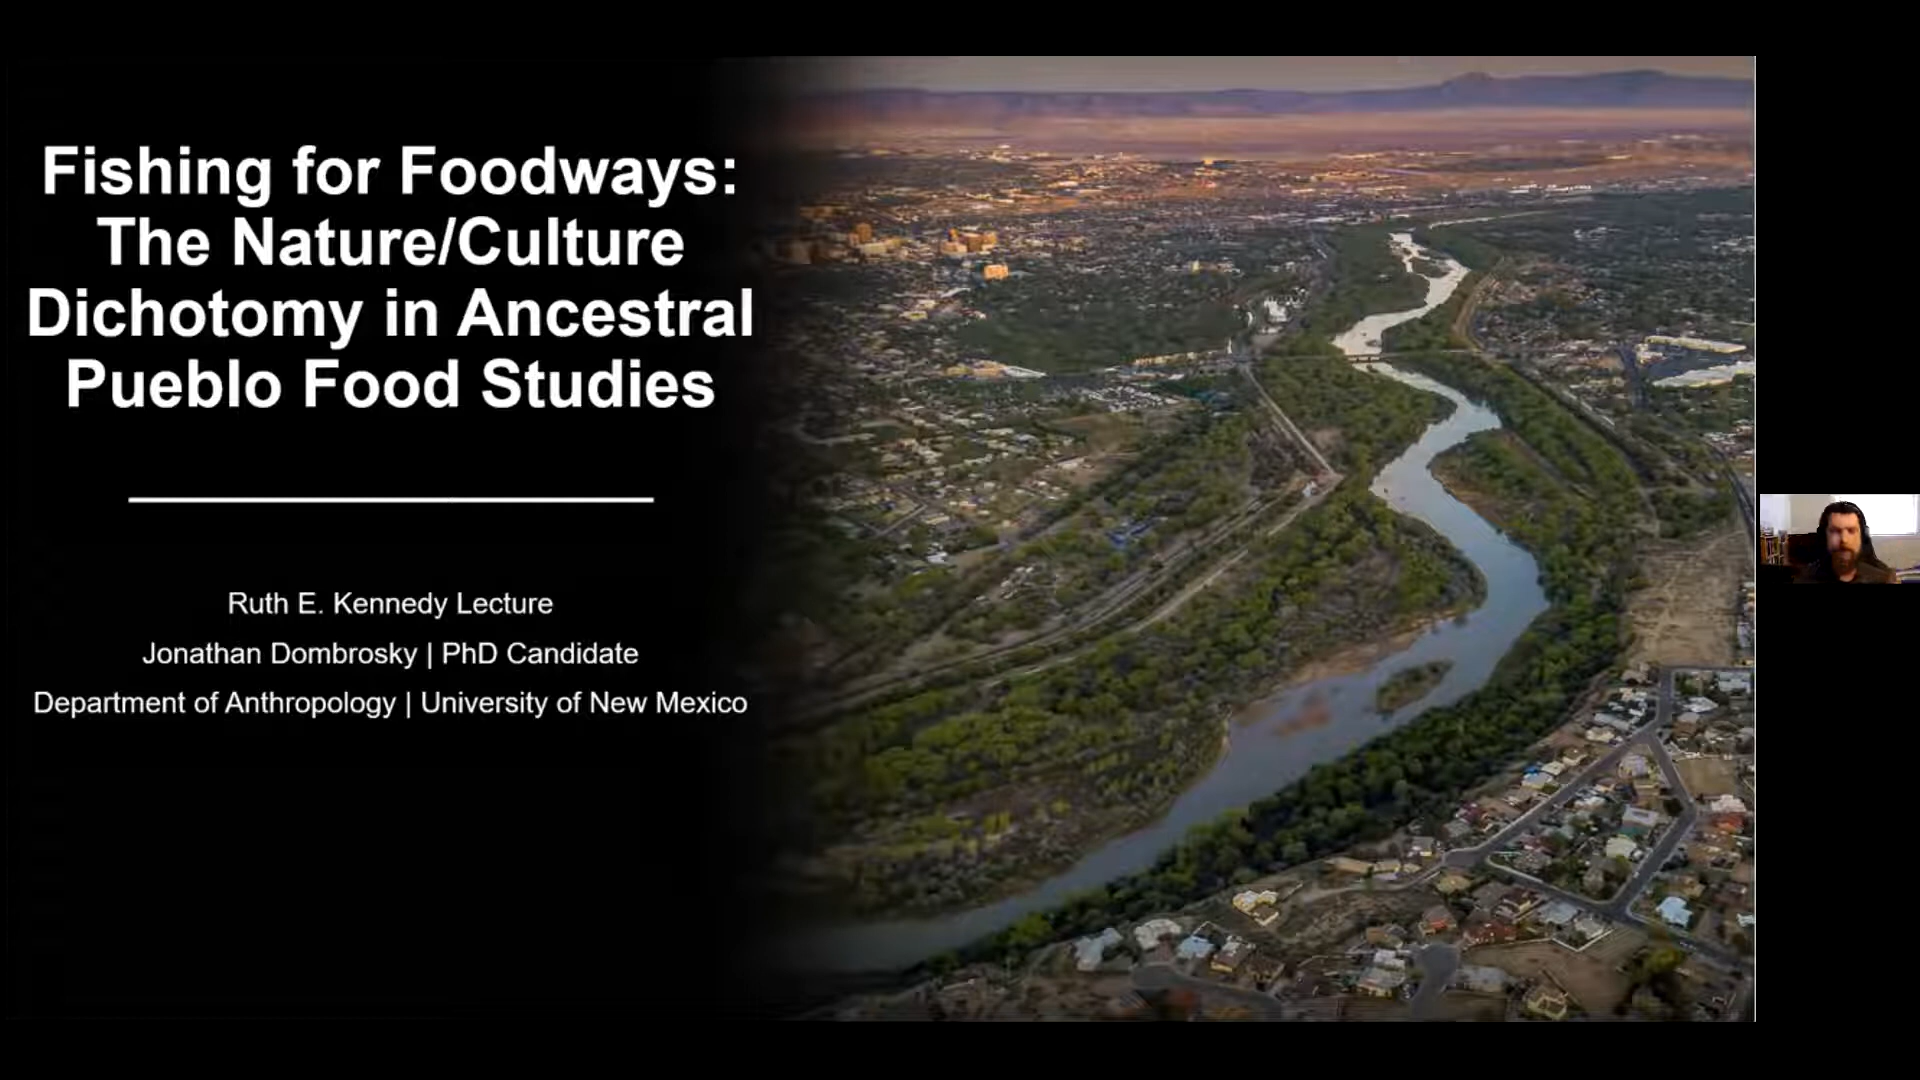 Fishing for Foodways:
The Nature/Culture
Dichotomy in Ancestral
Pueblo Food Studies
Ruth E. Kennedy Lecture
Jonathan Dombrosky | PhD Candidate
Department of Anthropology | University of New Mexico